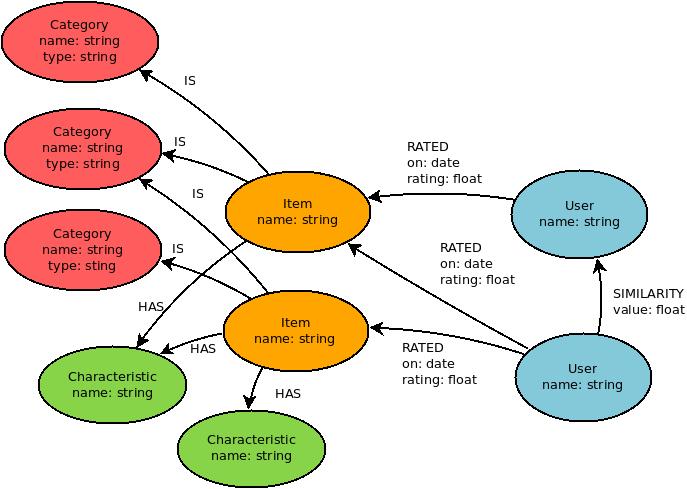 Category
name: string
type: string
IS
Category
name: string
type: string
IS
IS
Category
name: string
type: sting
IS
Item
name: string
RATED
on: date
rating: float
User
name: string
RATED
on: date
rating: float
SIMILARITY
value: float
HAS
Item
name: string
HAS
RATED
on: date
rating: float
User
name: string
Characteristic
name: string
HAS
Characteristic
name: string